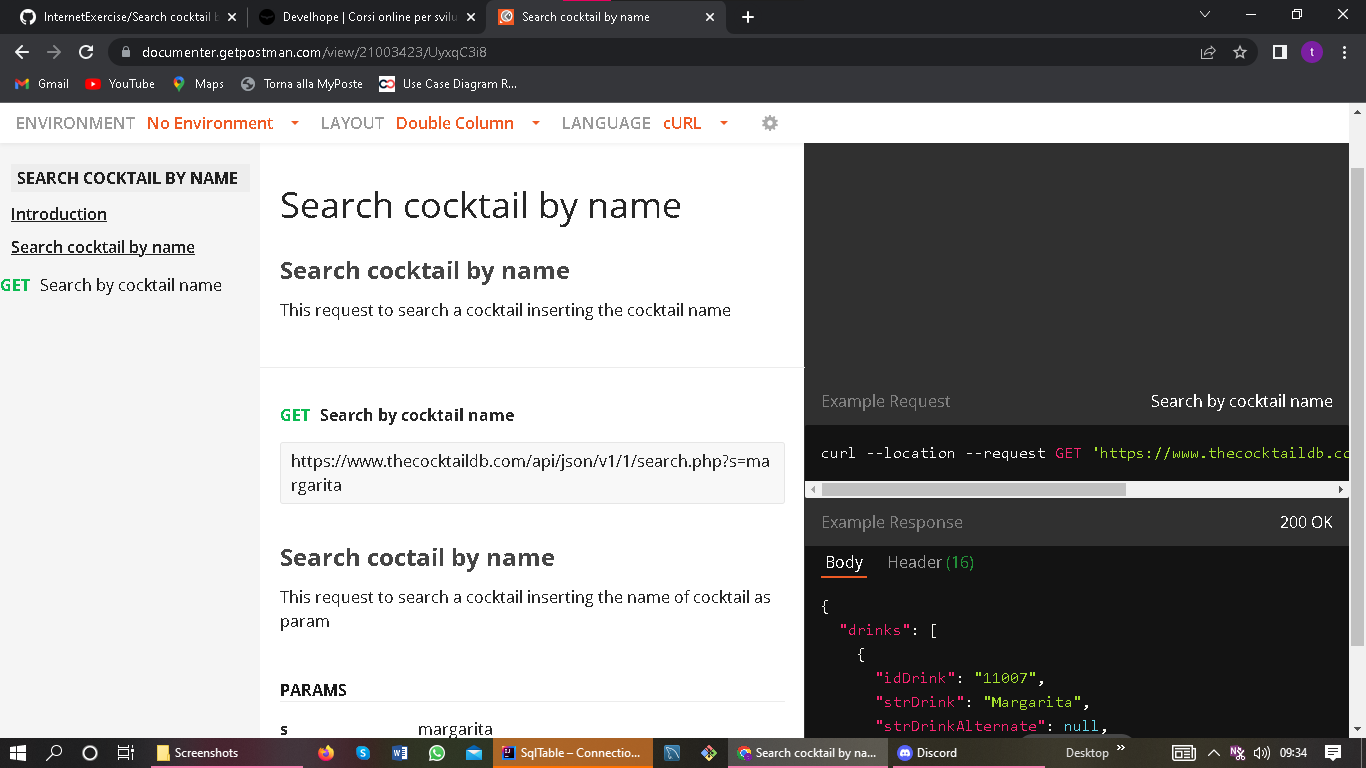 InternetExercise/Search cocktail b
Develhope | Corsi online per svilu
Search cocktail by name
documenter.getpostman.com/view/21003423/UyxqC3i8
t
Gmail
YouTube
Maps
Torna alla MyPoste
Use Case Diagram R...
ENVIRONMENT No Environment LAYOUT Double Column LANGUAGE cURL
SEARCH COCKTAIL BY NAME
Introduction
Search cocktail by name
GET Search by cocktail name
Search cocktail by name
Search cocktail by name
This request to search a cocktail inserting the cocktail name
GET Search by cocktail name
https://www.thecocktaildb.com/api/json/v1/1/search.php?s=ma
rgarita
Search coctail by name
This request to search a cocktail inserting the name of cocktail as
param
PARAMS
s margarita
Example Request Search by cocktail name
curl --location --request GET 'https://www.thecocktaildb.co
Example Response 200 OK
Body Header (16)
{
"drinks": [
{
"idDrink": "11007",
"strDrink": "Margarita",
"strDrinkAlternate": null,
Screenshots
SqlTable – Connectio...
Search cocktail by na...
Discord
Desktop
09:34